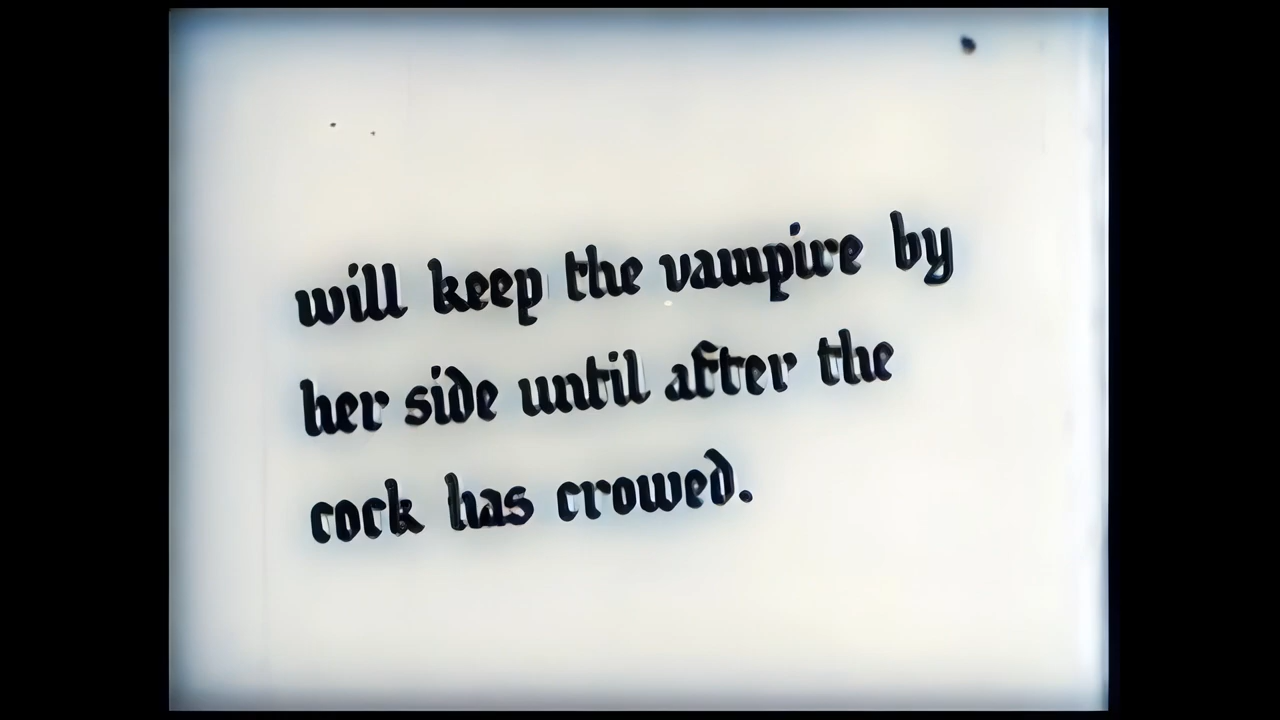 will keep the vampire by
her side until after the
cock has crowed.